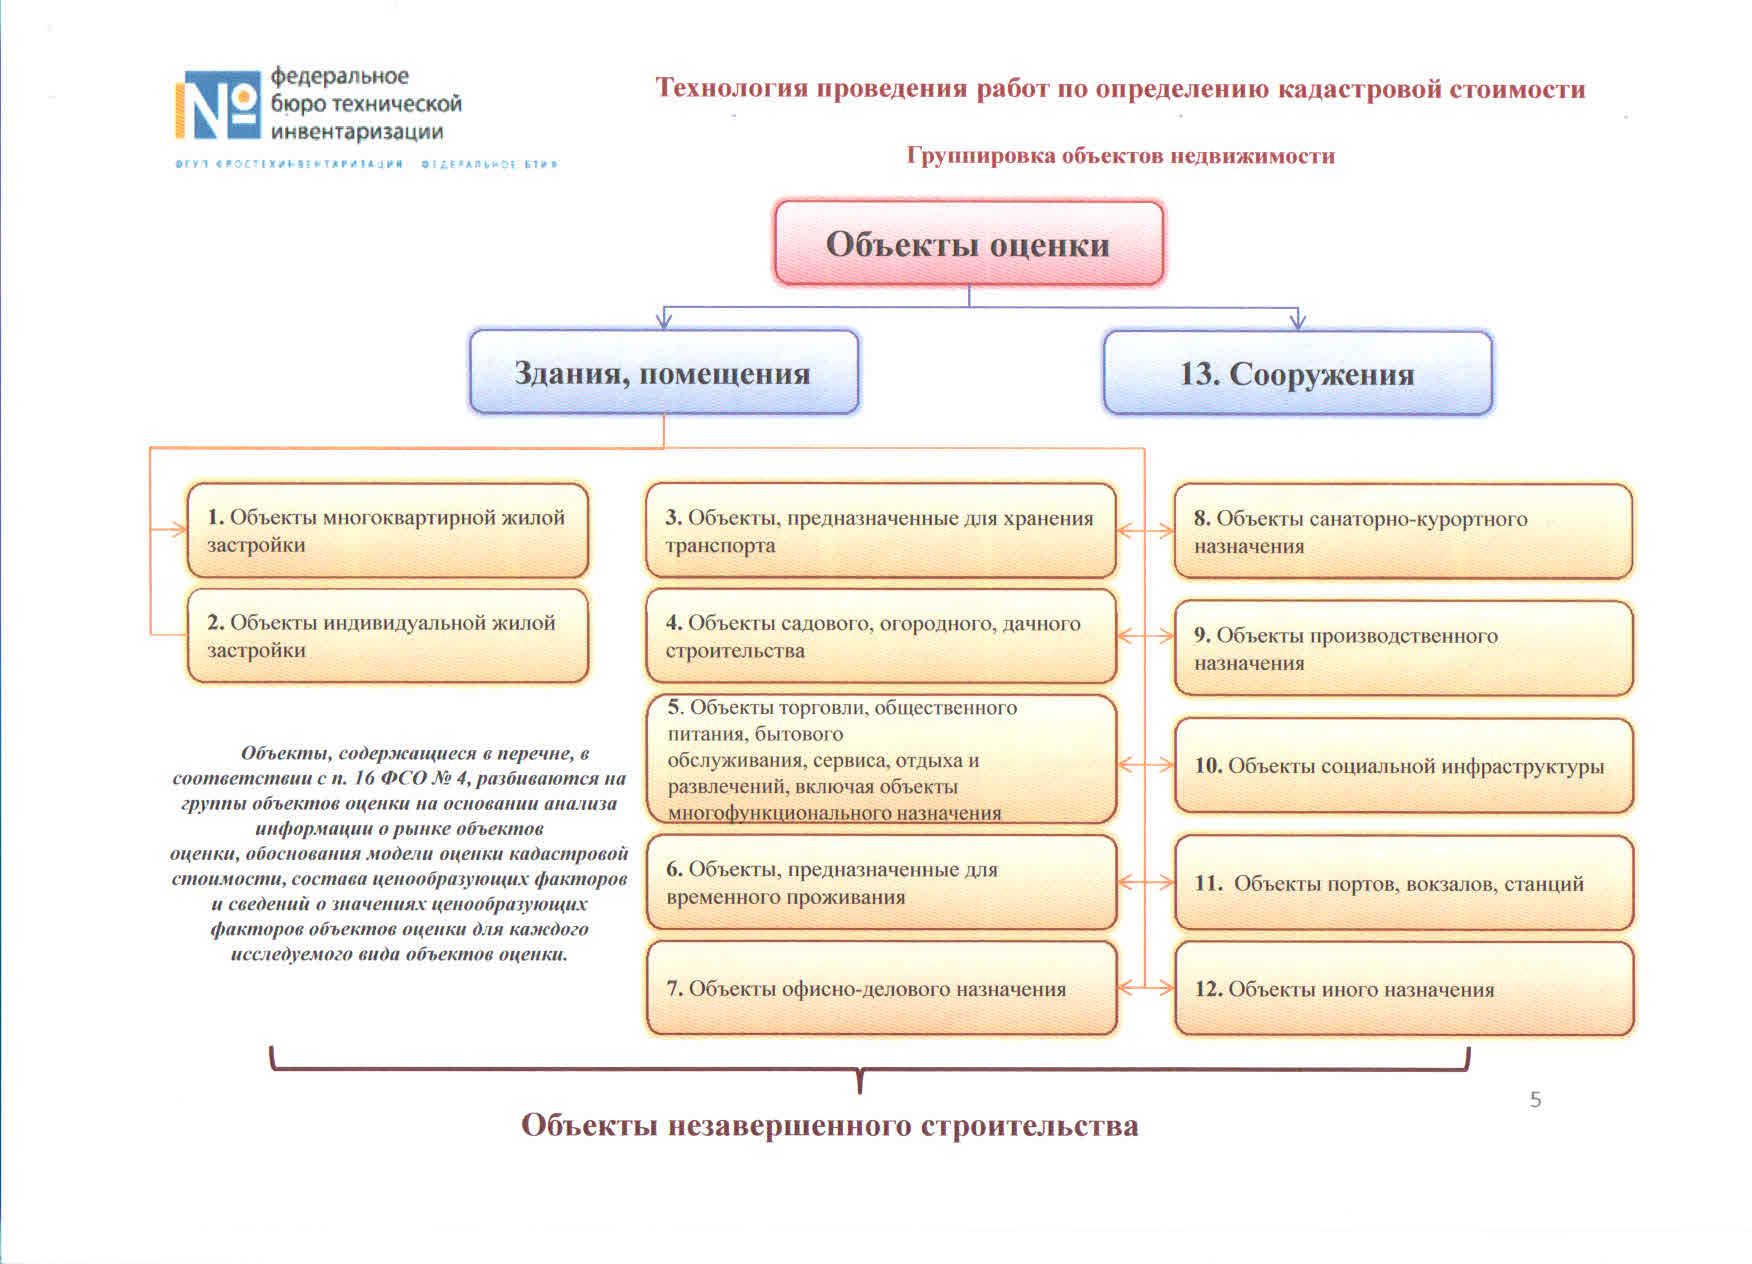 федеральное
бюро технической
инвентаризации
ФГУП «РОСТЕХИНВЕНТАРИЗАЦИЯ - ФЕДЕРАЛЬНОЕ БТИ»
Технология проведения работ по определению кадастровой стоимости
Группировка объектов недвижимости
Объекты оценки
Здания, помещения
13. Сооружения
1. Объекты многоквартирной жилой
застройки
2. Объекты индивидуальной жилой
застройки
3. Объекты, предназначенные для хранения
транспорта
4. Объекты садового, огородного, дачного
строительства
5. Объекты торговли, общественного
питания, бытового
обслуживания, сервиса, отдыха и
развлечений, включая объекты
многофункционального назначения
6. Объекты, предназначенные для
временного проживания
7. Объекты офисно-делового назначения
8. Объекты санаторно-курортного
назначения
9. Объекты производственного
назначения
10. Объекты социальной инфраструктуры
11. Объекты портов, вокзалов, станций
12. Объекты иного назначения
Объекты, содержащиеся в перечне, в
соответствии с п. 16 ФСО № 4, разбиваются на
группы объектов оценки на основании анализа
информации о рынке объектов
оценки, обоснования модели оценки кадастровой
стоимости, состава ценообразующих факторов
и сведений о значениях ценообразующих
факторов объектов оценки для каждого
исследуемого вида объектов оценки.
Объекты незавершенного строительства
5